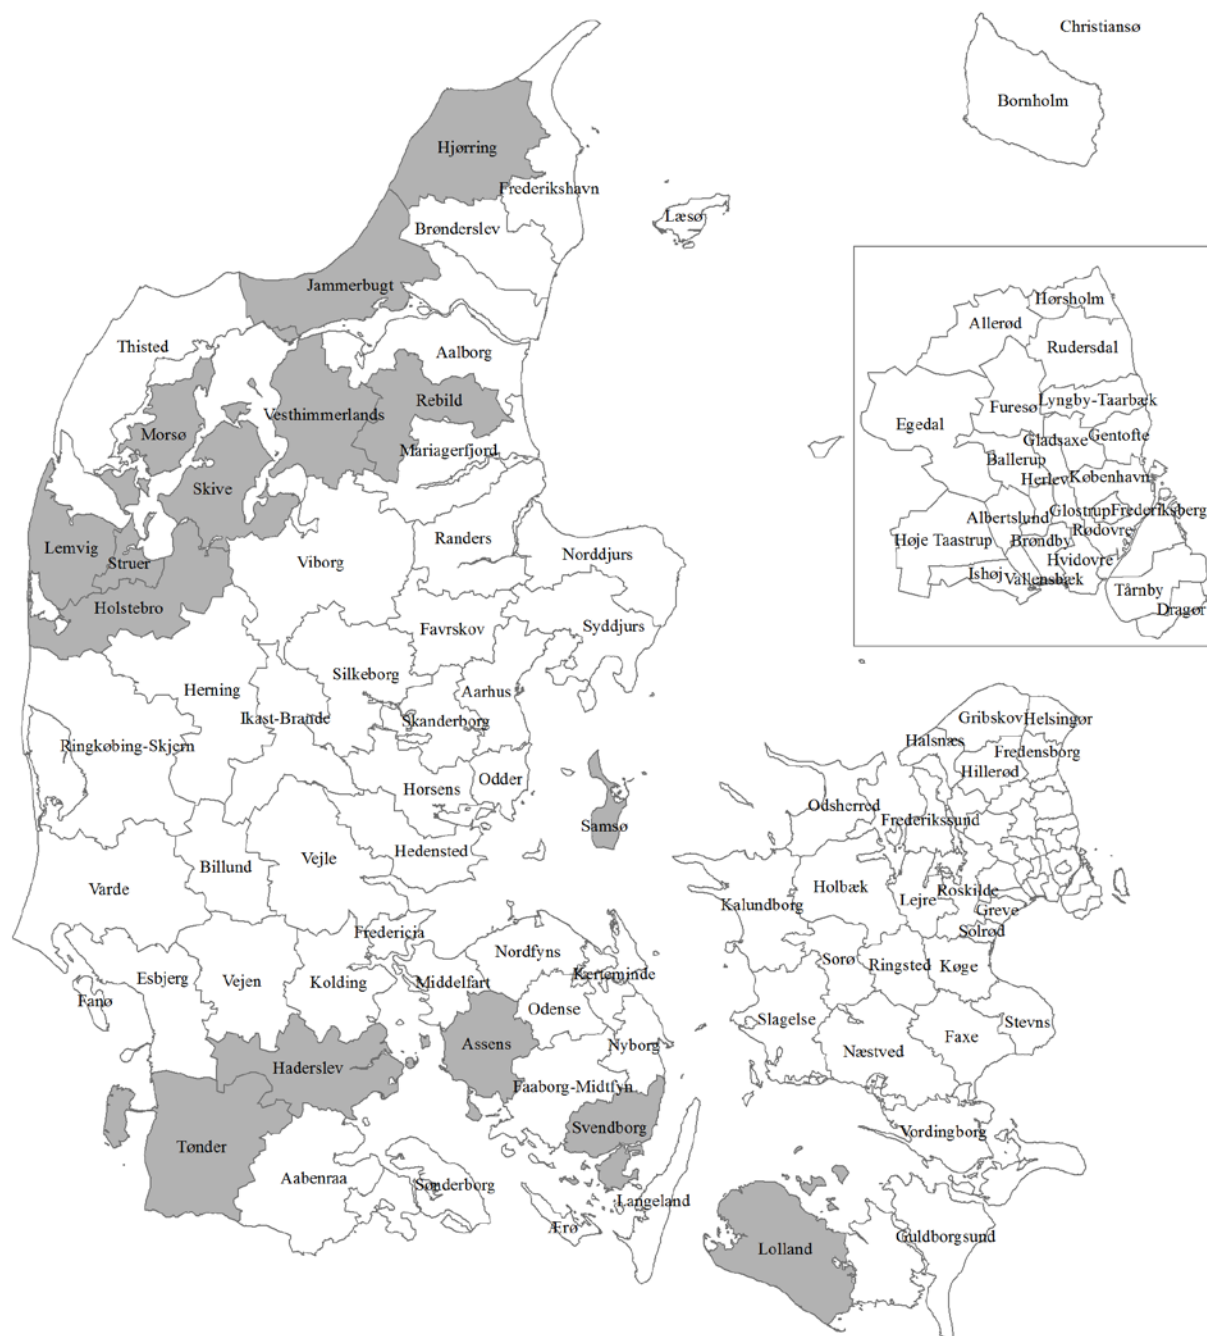 Christiansø
Bornholm
Hjørring
Frederikshavn
Læsø
Brønderslev
Jammerbugt
Thisted
Aalborg
Rebild
Vesthimmerlands
Morsø
Mariagerfjord
Skive
Lemvig
Struer
Holstebro
Viborg
Randers
Norddjurs
Favrskov
Syddjurs
Silkeborg
Herning
Aarhus
Ikast-Brande
Skanderborg
Ringkøbing-Skjern
Horsens
Odder
Samsø
Hedensted
Vejle
Billund
Varde
Fredericia
Nordfyns
Kerteminde
Middelfart
Kolding
Vejen
Esbjerg
Fanø
Odense
Assens
Nyborg
Haderslev
Faaborg-Midtfyn
Svendborg
Tønder
Aabenraa
Sønderborg
Langeland
Ærø
Hørsholm
Allerød
Rudersdal
Furesø
Lyngby-Taarbæk
Egedal
Gladsaxe
Gentofte
Ballerup
Herlev
København
Albertslund
Glostrup
Frederiksberg
Rødovre
Høje Taastrup
Brøndby
Hvidovre
Ishøj
Vallensbæk
Tårnby
Dragør
Gribskov
Helsingør
Halsnæs
Fredensborg
Hillerød
Odsherred
Frederikssund
Holbæk
Kalundborg
Lejre
Roskilde
Greve
Solrød
Sorø
Ringsted
Køge
Slagelse
Næstved
Faxe
Stevns
Vordingborg
Guldborgsund
Lolland